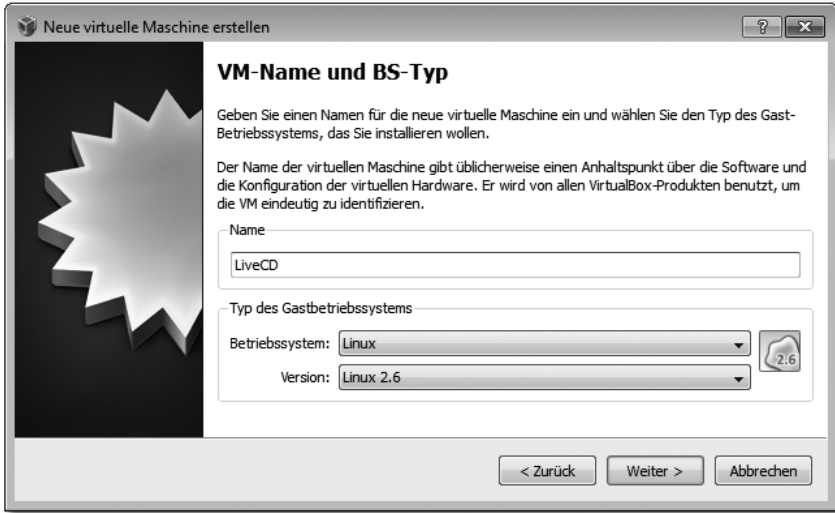 Neue virtuelle Maschine erstellen
?
VM-Name und BS-Typ
Geben Sie einen Namen für die neue virtuelle Maschine ein und wählen Sie den Typ des Gast-
Betriebssystems, das Sie installieren wollen.
Der Name der virtuellen Maschine gibt üblicherweise einen Anhaltspunkt über die Software und
die Konfiguration der virtuellen Hardware. Er wird von allen VirtualBox-Produkten benutzt, um
die VM eindeutig zu identifizieren.
Name
LiveCD
Typ des Gastbetriebssystems
Betriebssystem: Linux
2.6
Version: Linux 2.6
< Zurück Weiter > Abbrechen